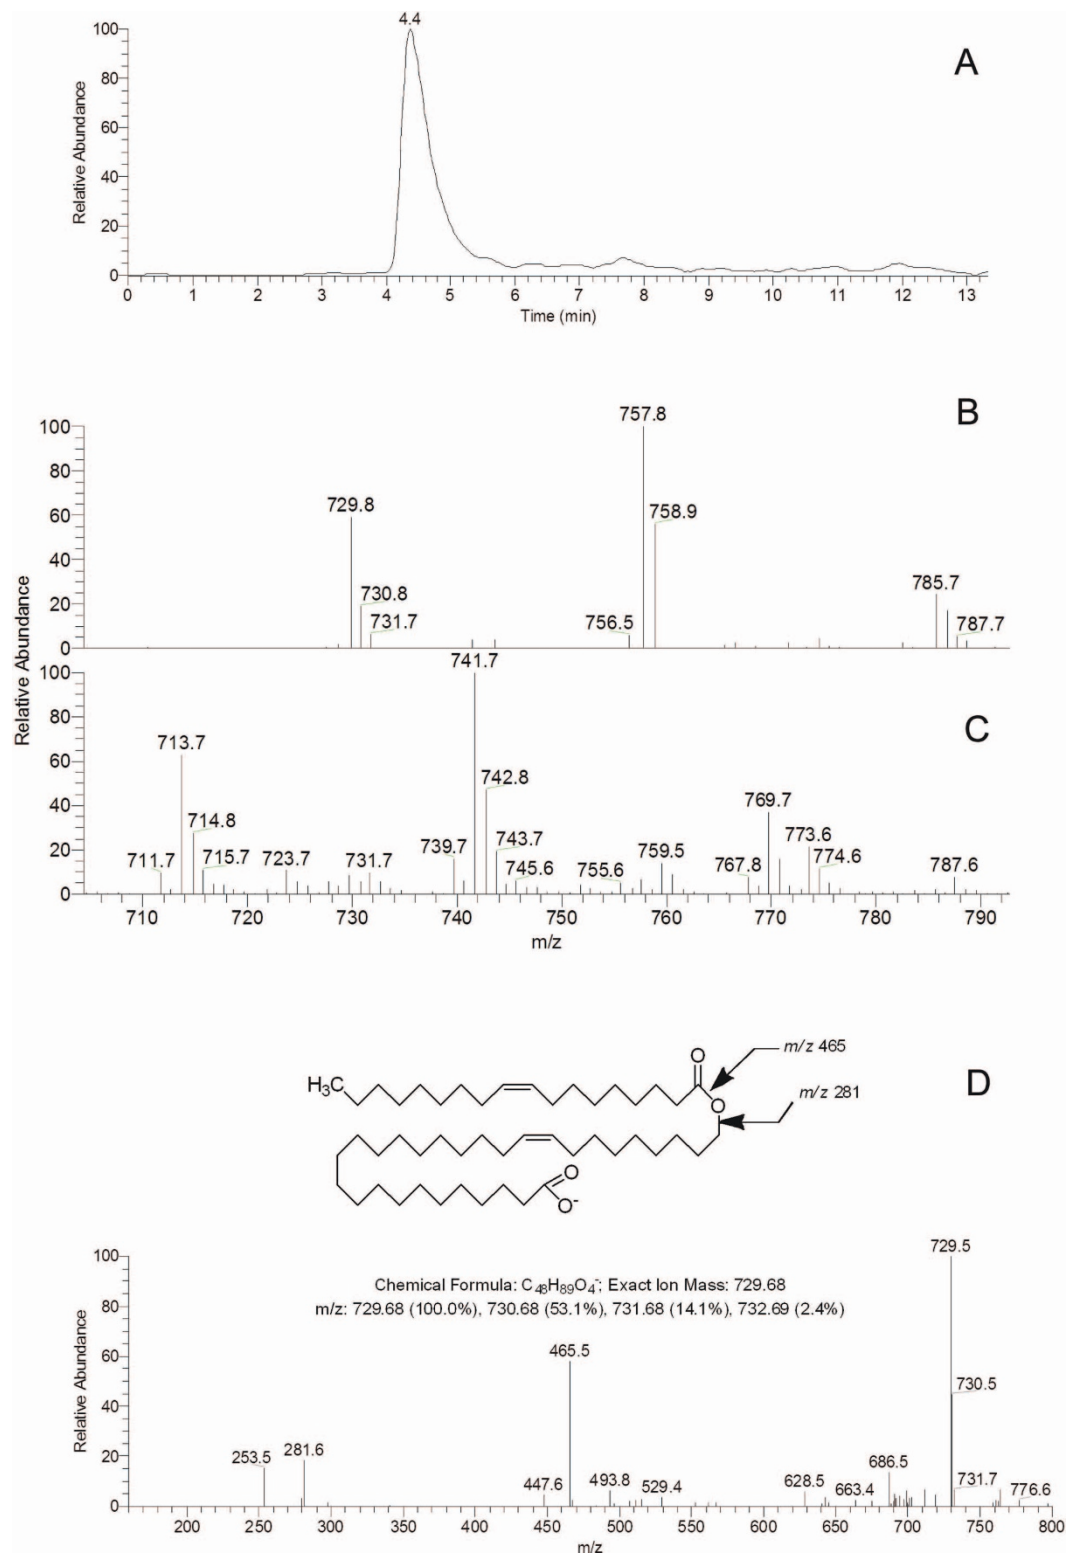 4.4
A
100
80
60
40
20
0
Relative Abundance
0 1 2 3 4 5 6 7 8 9 10 11 12 13
Time (min)
B
757.8
729.8
758.9
730.8
731.7
756.5
785.7
787.7
100
80
60
40
20
0
Relative Abundance
C
741.7
713.7
742.8
714.8
711.7
715.7
723.7
731.7
739.7
743.7
745.6
755.6
759.5
767.8
769.7
773.6
774.6
787.6
100
80
60
40
20
0
710 720 730 740 750 760 770 780 790
m/z
D
O
m/z 465
H₃C
O
m/z 281
O
O⁻
729.5
Chemical Formula: C₄₈H₈₉O₄⁻; Exact Ion Mass: 729.68
m/z: 729.68 (100.0%), 730.68 (53.1%), 731.68 (14.1%), 732.69 (2.4%)
465.5
730.5
253.5
281.6
447.6
493.8
529.4
628.5
663.4
686.5
731.7
776.6
100
80
60
40
20
0
Relative Abundance
200 250 300 350 400 450 500 550 600 650 700 750 800
m/z